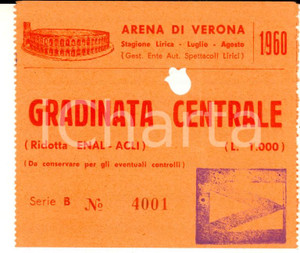 ARENA DI VERONA
Stagione Lirica - Luglio - Agosto
(Gest. Ente Aut. Spettacoli Lirici)
1960
GRADINATA CENTRALE
(Ridotta ENAL - ACLI) (L. 1.000)
(Da conservare per gli eventuali controlli)
Serie B № 4001
iCharta